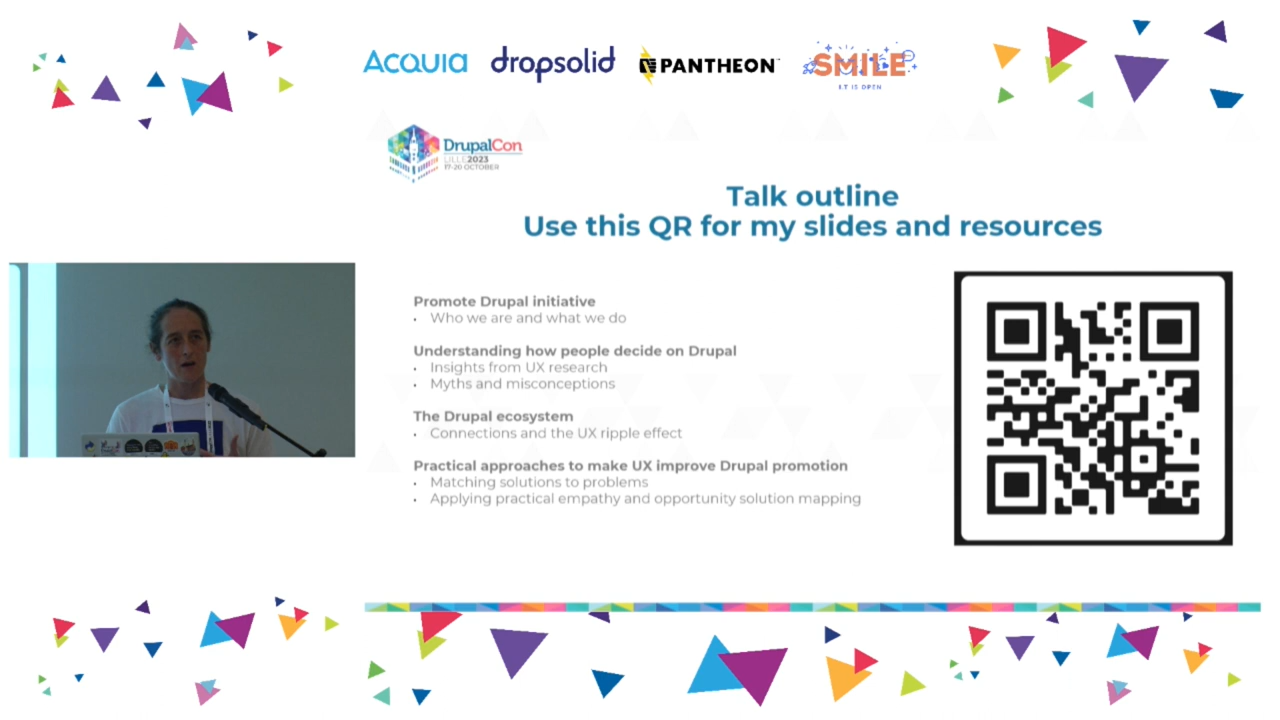 ACQUIA
dropsolid
PANTHEON
SMILE
I.T IS OPEN
DrupalCon
LILLE2023
17-20 OCTOBER
Talk outline
Use this QR for my slides and resources
Promote Drupal initiative
• Who we are and what we do
Understanding how people decide on Drupal
• Insights from UX research
• Myths and misconceptions
The Drupal ecosystem
• Connections and the UX ripple effect
Practical approaches to make UX improve Drupal promotion
• Matching solutions to problems
• Applying practical empathy and opportunity solution mapping